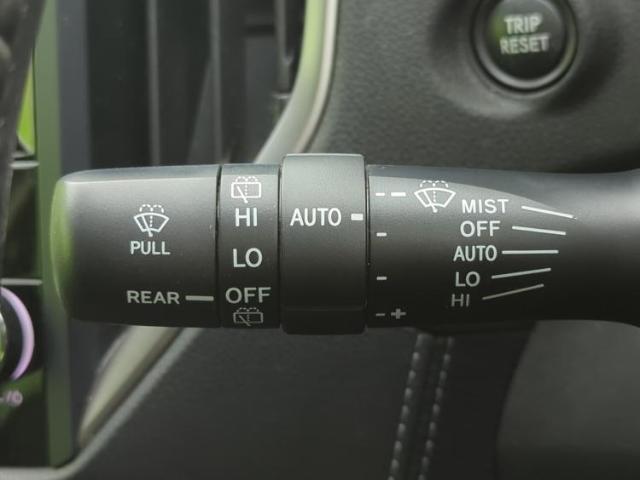 TRIP
RESET
PULL
REAR
HI
LO
OFF
AUTO
-- 
-
-
-+
MIST
OFF
AUTO
LO
HI